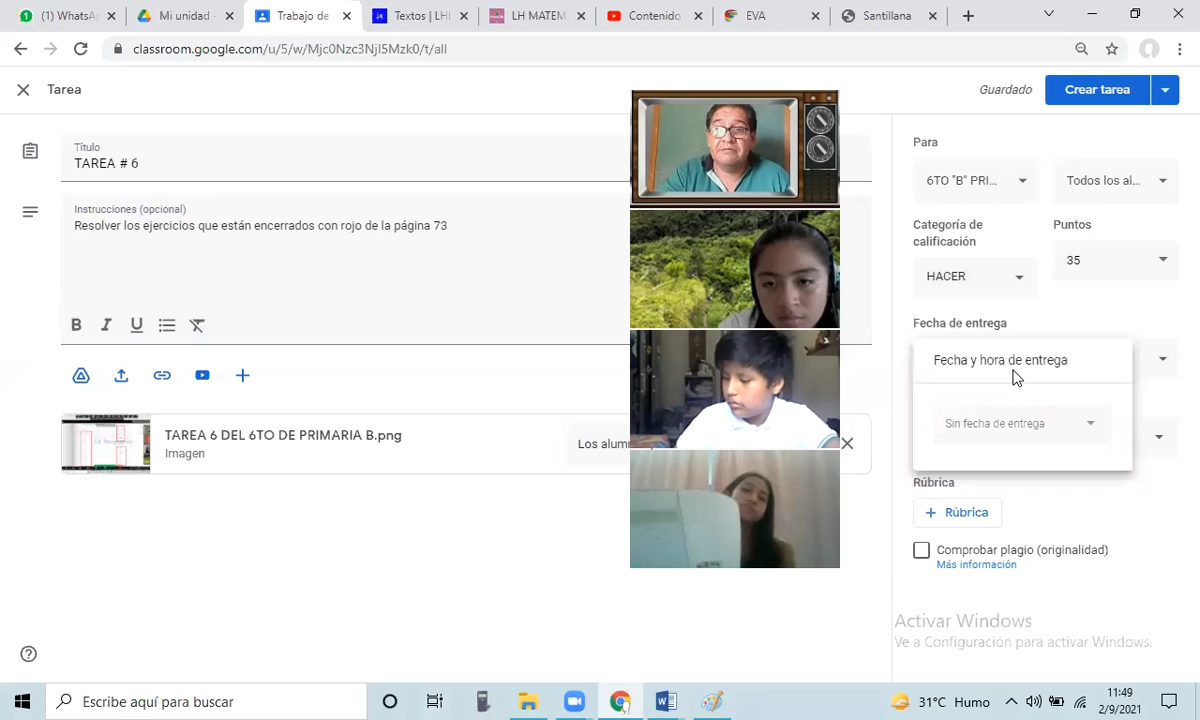 (1) WhatsA
Mi unidad -
Trabajo de
Textos | LHL
LH MATEM
Contenido
EVA
Santillana
classroom.google.com/u/5/w/Mjc0Nzc3NjI5Mzk0/t/all
Tarea
Guardado
Crear tarea
Título
TAREA # 6
Instrucciones (opcional)
Resolver los ejercicios que están encerrados con rojo de la página 73
B I U
TAREA 6 DEL 6TO DE PRIMARIA B.png
Imagen
Los alumn
Para
6TO "B" PRI...
Todos los al...
Categoría de
calificación
Puntos
HACER
35
Fecha de entrega
Fecha y hora de entrega
Sin fecha de entrega
Rúbrica
+ Rúbrica
Comprobar plagio (originalidad)
Más información
Activar Windows
Ve a Configuración para activar Windows.
Escribe aquí para buscar
31°C Humo
11:49
2/9/2021